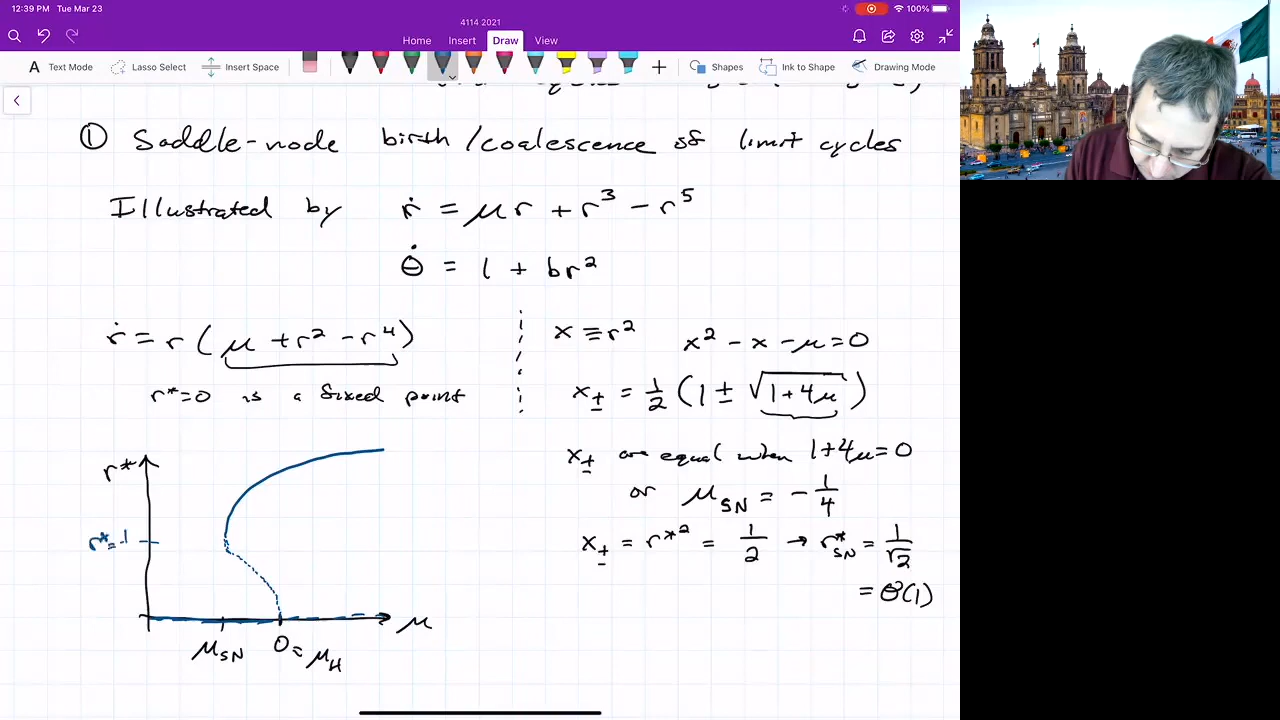 12:39 PM Tue Mar 23
100%
4114 2021
Home Insert Draw View
Text Mode Lasso Select Insert Space Shapes Ink to Shape Drawing Mode
① Saddle-node birth/coalescence of limit cycles
Illustrated by ṙ = μr + r³ - r⁵
θ̇ = 1 + br²
ṙ = r ( μ + r² - r⁴ )
r*=0 is a fixed point
x ≡ r² x² - x - μ = 0
x± = 1/2 ( 1 ± √1+4μ )
x± are equal when 1+4μ = 0
or μSN = - 1/4
x± = r*² = 1/2 → r*SN = 1/√2
= O(1)
r*
r*=1
μ
μSN 0 = μH